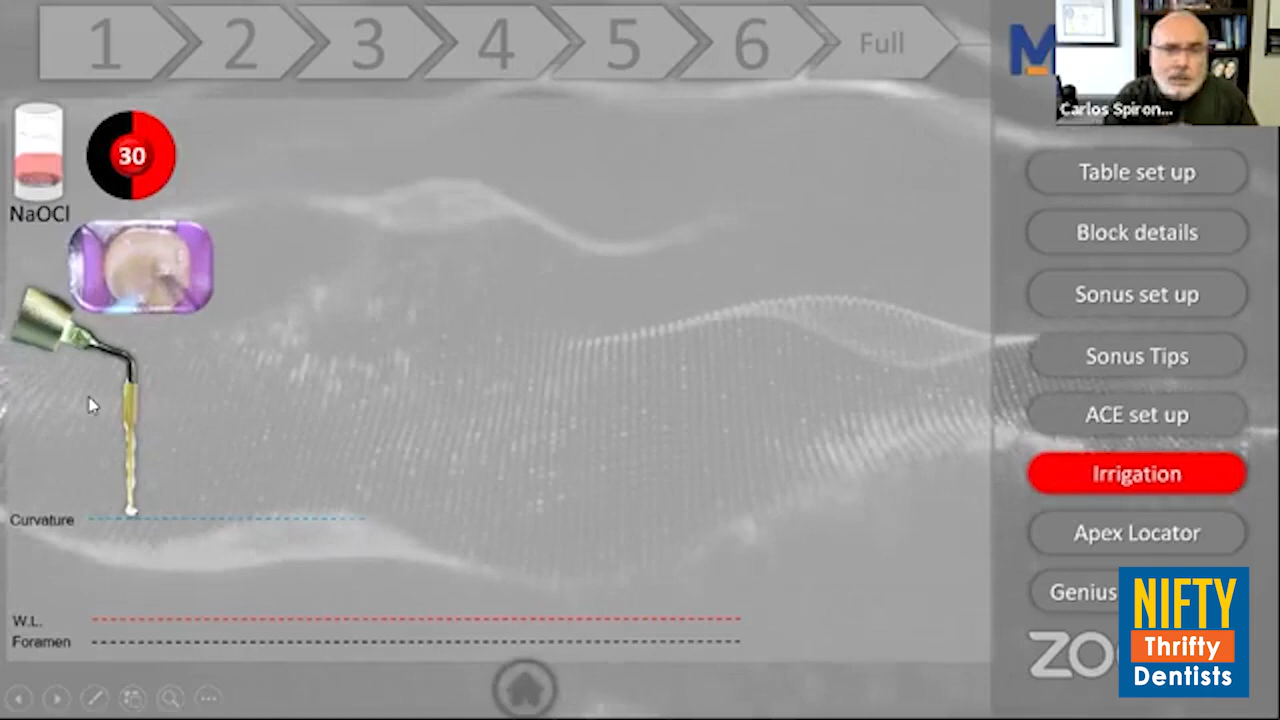 1 2 3 4 5 6 Full
M
Carlos Spiron...
30
NaOCl
Table set up
Block details
Sonus set up
Sonus Tips
ACE set up
Irrigation
Apex Locator
Genius
Curvature
W.L.
Foramen
ZO
NIFTY
Thrifty
Dentists